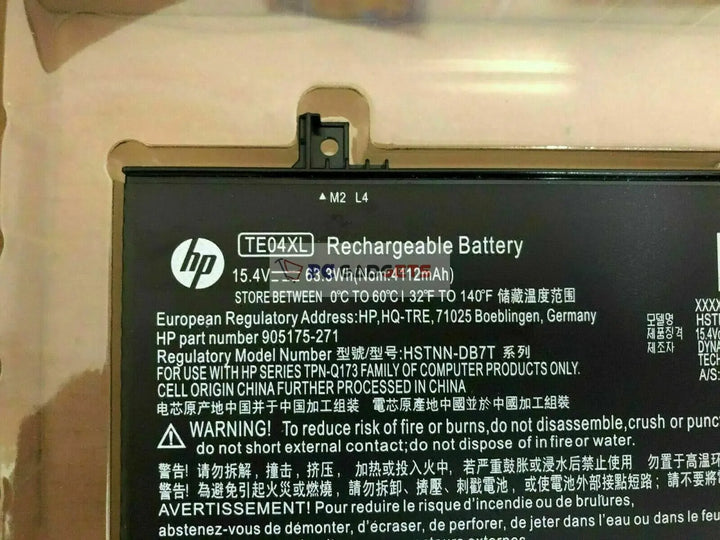 ▲ M2 L4
hp
TE04XL Rechargeable Battery
15.4V 63.3Wh(Nom:4112mAh)
STORE BETWEEN 0°C TO 60°C I 32°F TO 140°F 储藏温度范围
European Regulatory Address:HP,HQ-TRE,71025 Boeblingen, Germany
HP part number 905175-271
Regulatory Model Number 型號/型号:HSTNN-DB7T 系列
FOR USE WITH HP SERIES TPN-Q173 FAMILY OF COMPUTER PRODUCTS ONLY.
CELL ORIGIN CHINA FURTHER PROCESSED IN CHINA
电芯原产地中国并于中国加工组装 電芯原產地中國並於中國加工組裝
WARNING! To reduce risk of fire or burns,do not disassemble,crush or punc
do not short external contact;do not dispose of in fire or water.
警告! 请勿拆解，撞击，挤压， 加热或投入火中，若严重鼓胀或浸水后禁止使用 勿置于高温环
警告! 為避免引起火災或燃燒，請勿拆卸、擠壓、刺戳電池，或使電池外部接點短路；請不要將電
AVERTISSEMENT! Pour reduire le risque d'incendie ou de brulures,
abstenez-vous de démonter, d'écraser, de perforer, de jeter dans l'eau ou dans le feu
모델명
제품정격
제조자
XXXX
HST
15.4V
DYNA
TECH
A/S: